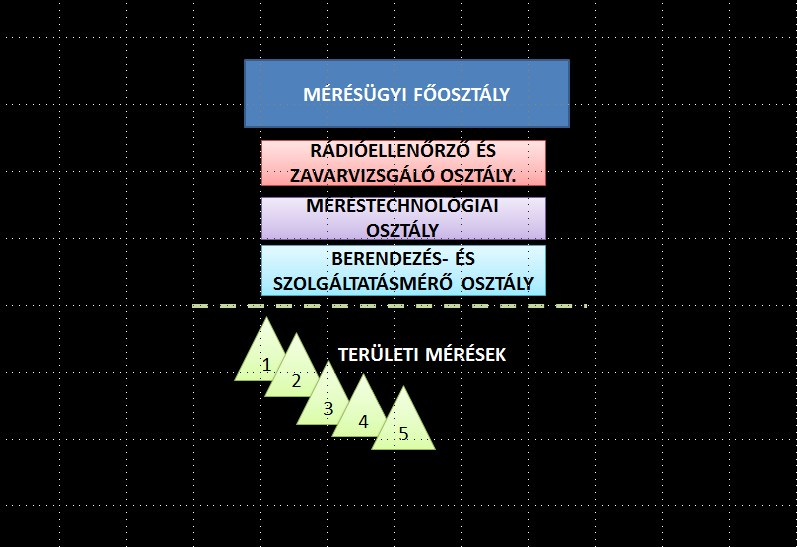 MÉRÉSÜGYI FŐOSZTÁLY
RÁDIÓELLENŐRZŐ ÉS
ZAVARVIZSGÁLÓ OSZTÁLY.
MÉRÉSTECHNOLÓGIAI
OSZTÁLY
BERENDEZÉS- ÉS
SZOLGÁLTATÁSMÉRŐ OSZTÁLY
TERÜLETI MÉRÉSEK
1
2
3
4
5